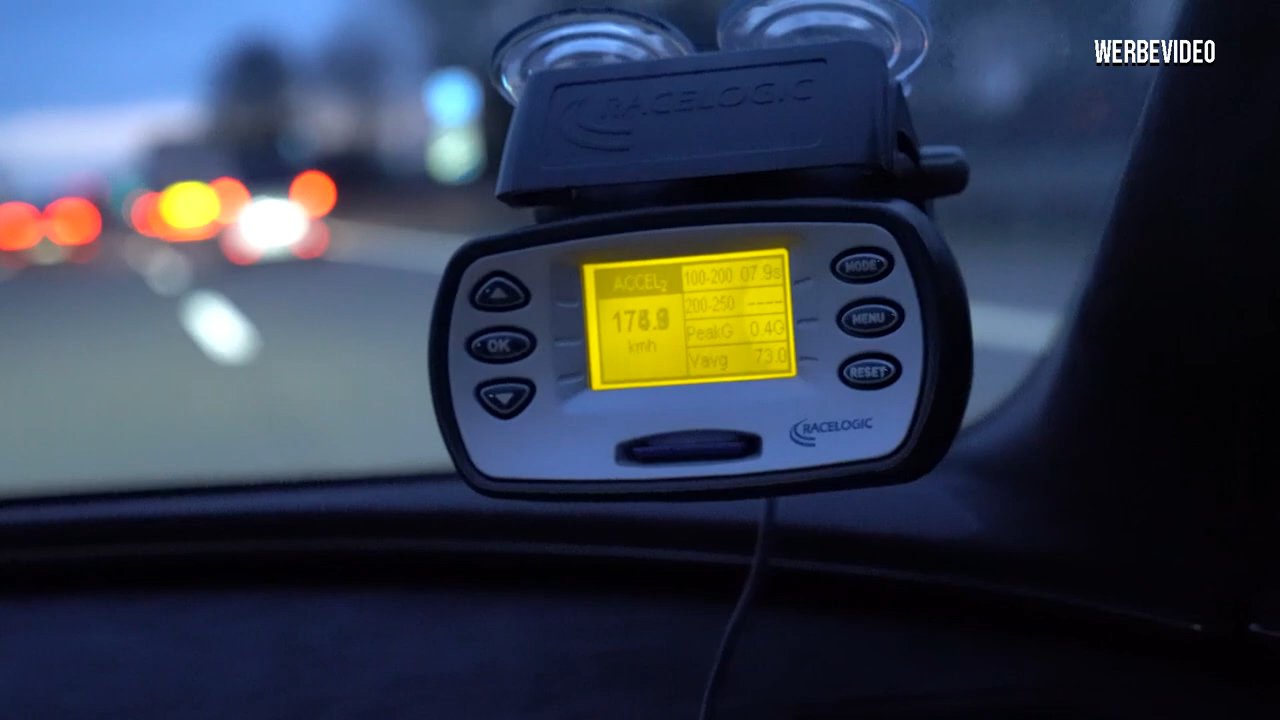 WERBEVIDEO
RACELOGIC
ACCEL2
kmh
100-200 07.9s
200-250 ----
PeakG 0.4G
Vavg 73.0
OK
MODE
MENU
RESET
RACELOGIC